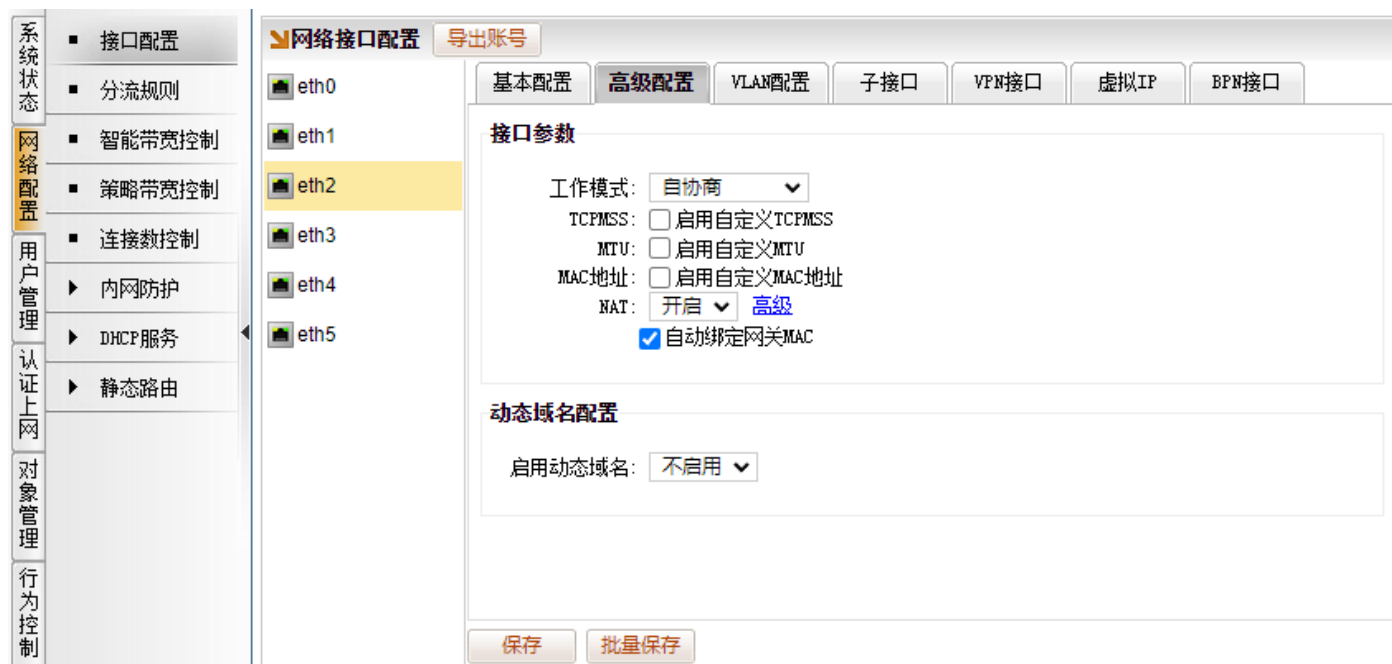 系统状态
网络配置
用户管理
认证上网
对象管理
行为控制
接口配置
分流规则
智能带宽控制
策略带宽控制
连接数控制
内网防护
DHCP服务
静态路由
网络接口配置 导出账号
eth0
eth1
eth2
eth3
eth4
eth5
基本配置 高级配置 VLAN配置 子接口 VPN接口 虚拟IP BPN接口
接口参数
工作模式: 自协商
TCPMSS: 启用自定义TCPMSS
MTU: 启用自定义MTU
MAC地址: 启用自定义MAC地址
NAT: 开启 高级
自动绑定网关MAC
动态域名配置
启用动态域名: 不启用
保存 批量保存